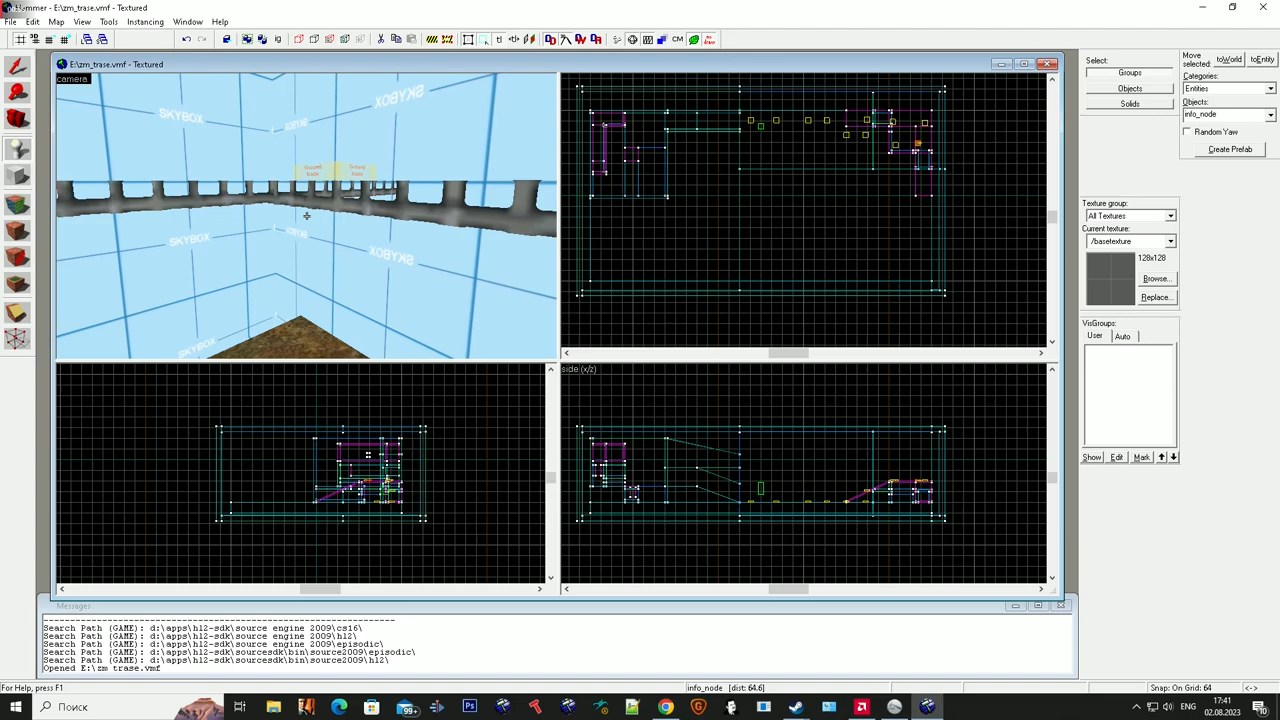 Hammer - E:\zm_trase.vmf - Textured
File Edit Map View Tools Instancing Window Help
E:\zm_trase.vmf - Textured
camera
SKYBOX
SKYBOX
SKYBOX
SKYBOX
SKYBOX
SKYBOX
SKYBOX
side (x/z)
Select:
Groups
Objects
Solids
Move selected:
toWorld
toEntity
Categories:
Entities
Objects:
info_node
Random Yaw
Create Prefab
Texture group:
All Textures
Current texture:
/basetexture
128x128
Browse...
Replace...
VisGroups:
User Auto
Show Edit Mark
Messages
Search Path (GAME): d:\apps\hl2-sdk\source engine 2009\cs16\
Search Path (GAME): d:\apps\hl2-sdk\source engine 2009\hl2\
Search Path (GAME): d:\apps\hl2-sdk\source engine 2009\episodic\
Search Path (GAME): d:\apps\hl2-sdk\sourcesdk\bin\source2009\episodic\
Search Path (GAME): d:\apps\hl2-sdk\sourcesdk\bin\source2009\hl2\
Opened E:\zm_trase.vmf
For Help, press F1
info_node [dist: 64.6]
Snap: On Grid: 64
<->
Поиск
99+
17:41
02.08.2023